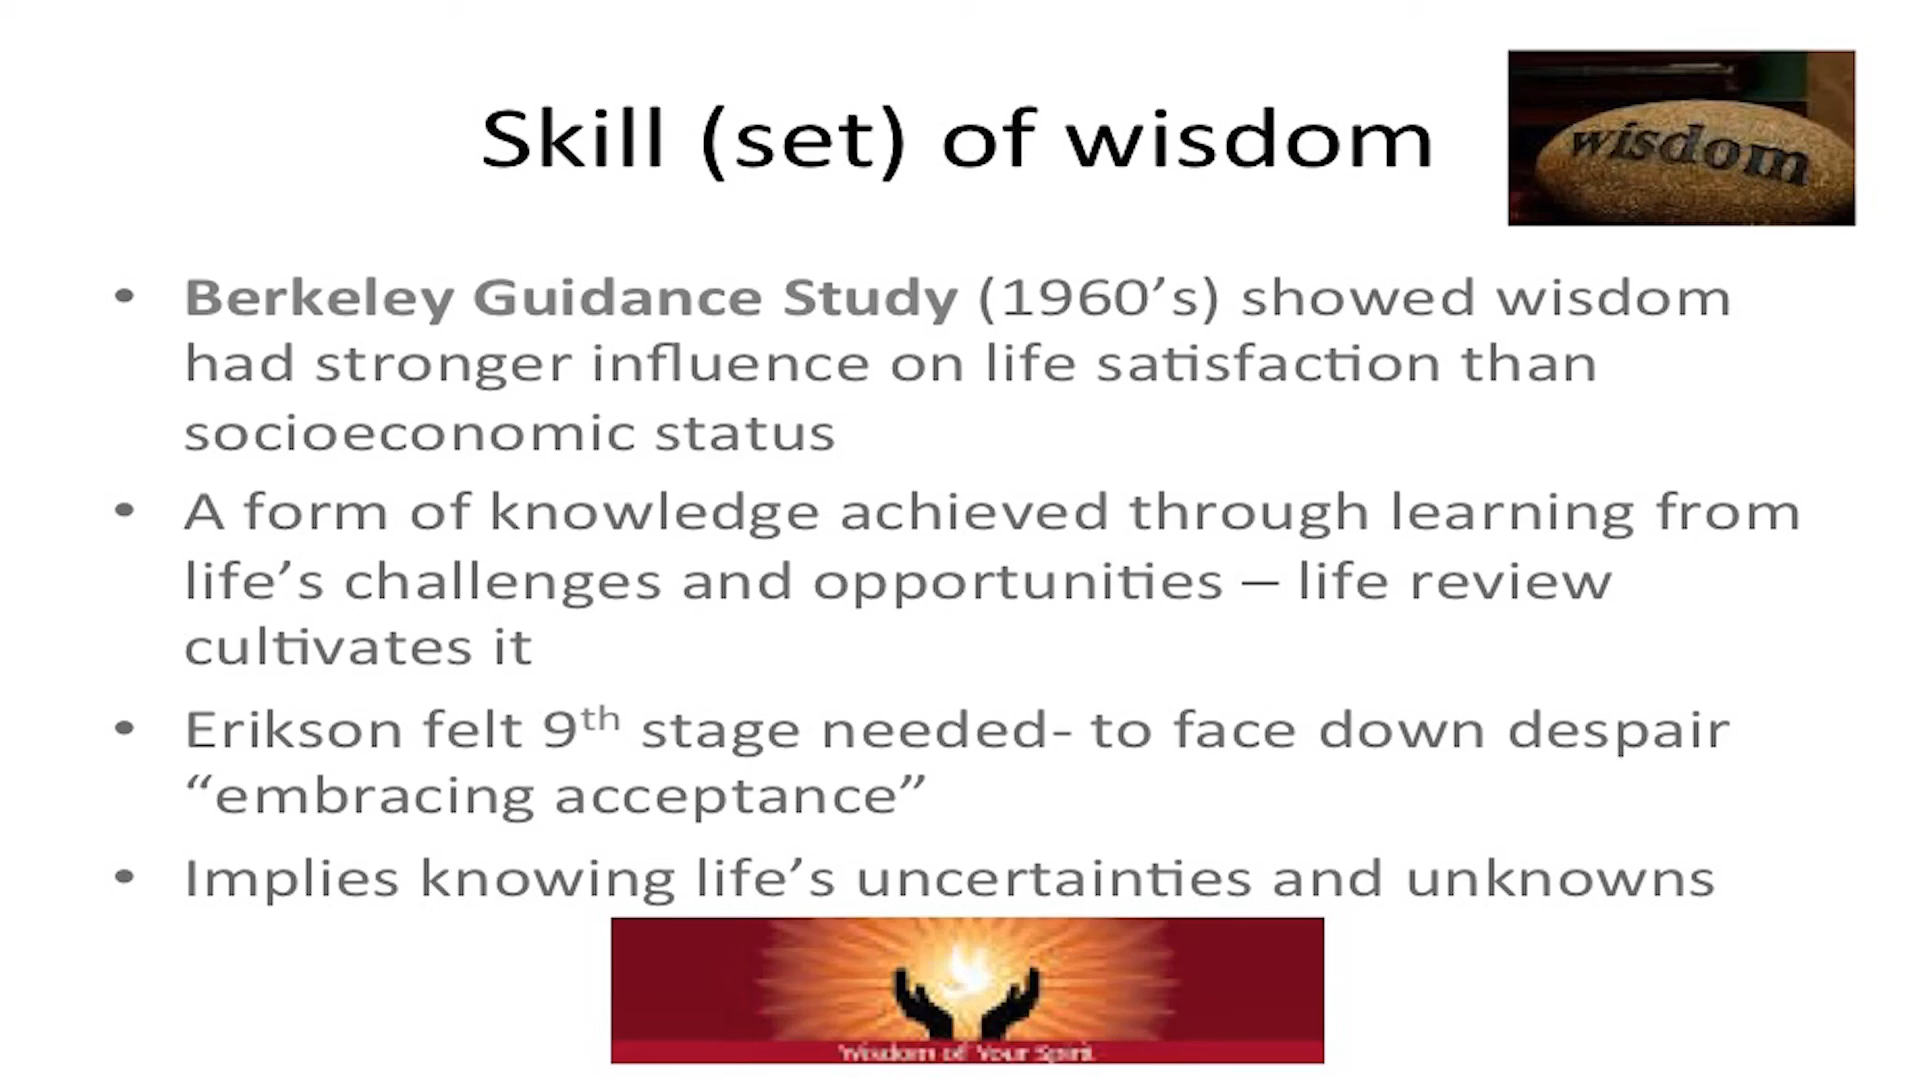 Skill (set) of wisdom
wisdom
• Berkeley Guidance Study (1960’s) showed wisdom
had stronger influence on life satisfaction than
socioeconomic status
• A form of knowledge achieved through learning from
life’s challenges and opportunities – life review
cultivates it
• Erikson felt 9th stage needed- to face down despair
“embracing acceptance”
• Implies knowing life’s uncertainties and unknowns
Wisdom of Your Spirit